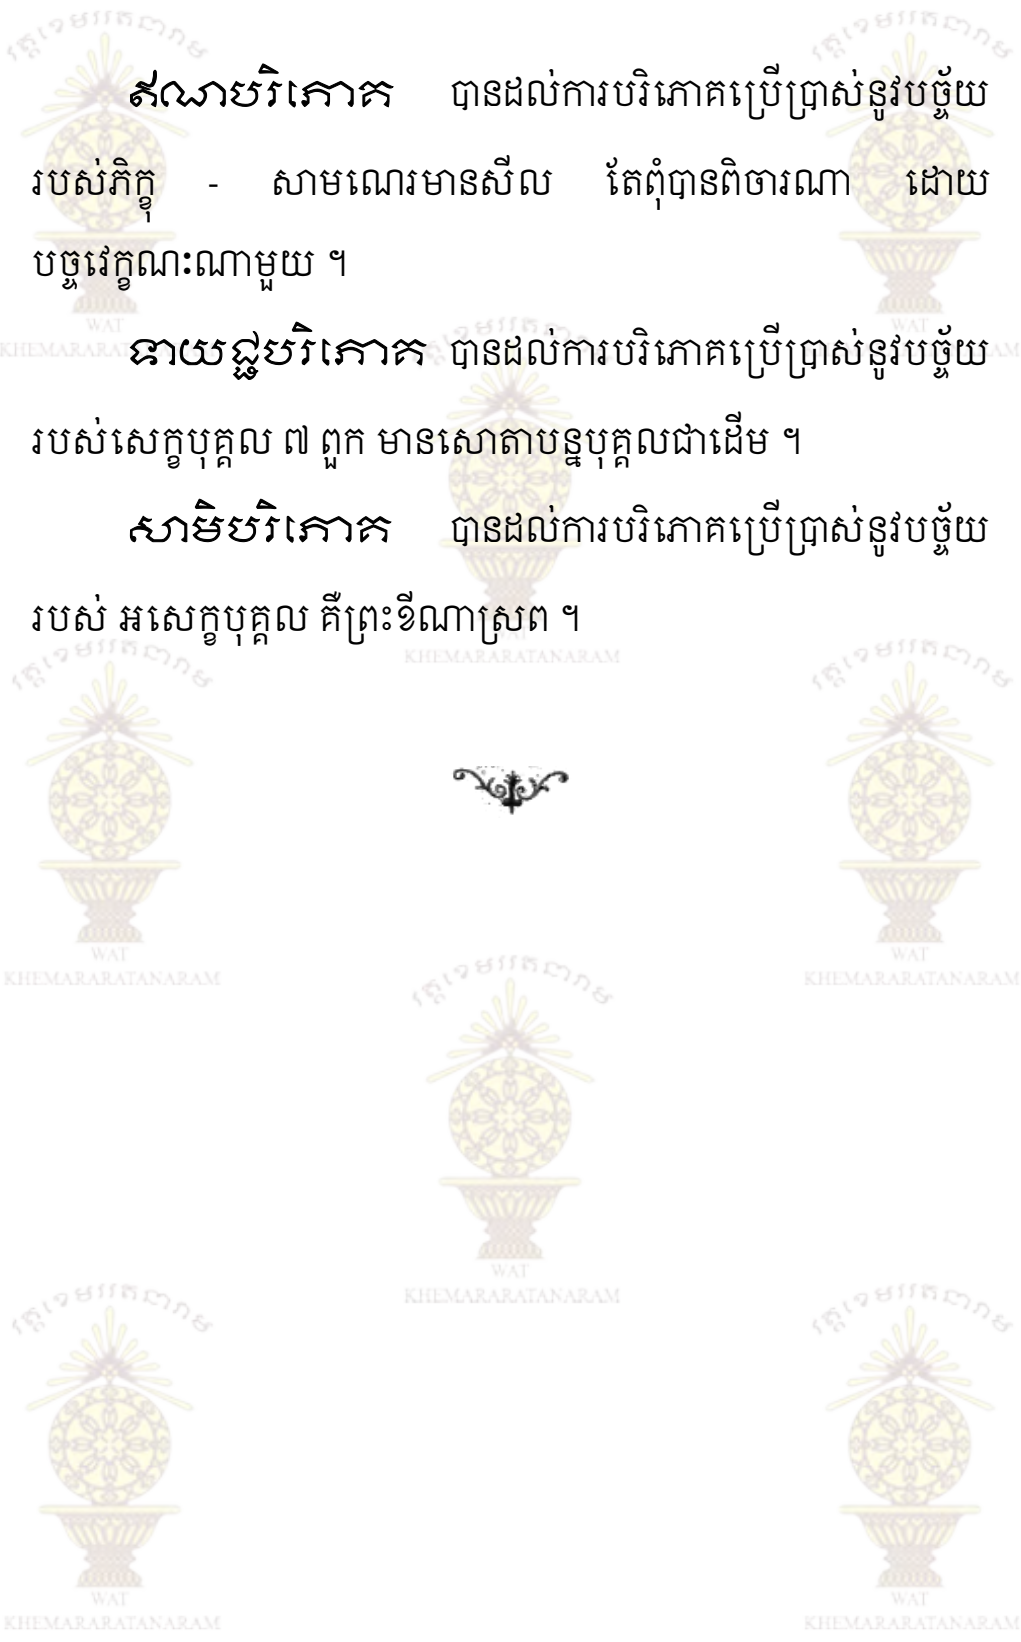 ឥណបរិភោគ បានដល់ការបរិភោគប្រើប្រាស់នូវបច្ច័យ
របស់ភិក្ខុ - សាមណេរមានសីល តែពុំបានពិចារណា ដោយ
បច្ចវេក្ខណៈណាមួយ ។
ទាយជ្ជបរិភោគ បានដល់ការបរិភោគប្រើប្រាស់នូវបច្ច័យ
របស់សេក្ខបុគ្គល ៧ ពួក មានសោតាបន្នបុគ្គលជាដើម ។
សាមិបរិភោគ បានដល់ការបរិភោគប្រើប្រាស់នូវបច្ច័យ
របស់ អសេក្ខបុគ្គល គឺព្រះខីណាស្រព ។
WAT
KHEMARARATANARAM